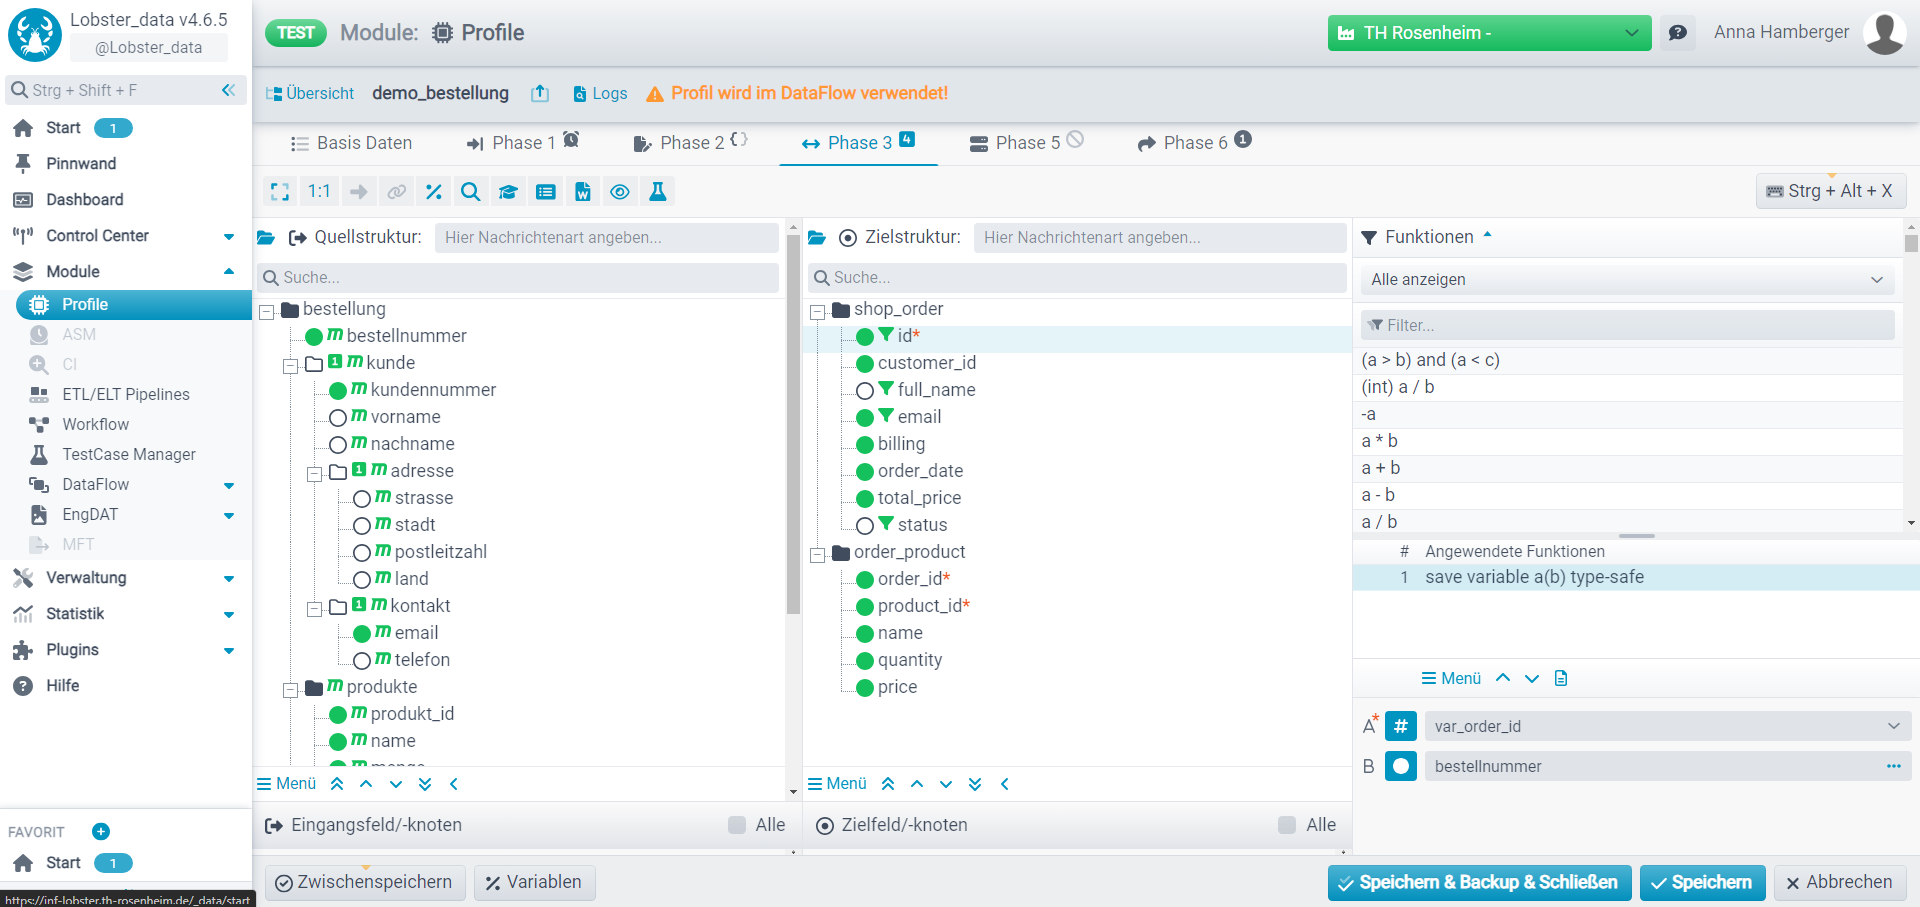 Lobster_data v4.6.5
@Lobster_data
Strg + Shift + F
Start 1
Pinnwand
Dashboard
Control Center
Module
Profile
ASM
CI
ETL/ELT Pipelines
Workflow
TestCase Manager
DataFlow
EngDAT
MFT
Verwaltung
Statistik
Plugins
Hilfe
FAVORIT
Start 1
https://inf-lobster.th-rosenheim.de/_data/start
TEST Module: Profile
TH Rosenheim -
Anna Hamberger
Übersicht demo_bestellung Logs Profil wird im DataFlow verwendet!
Basis Daten Phase 1 Phase 2 Phase 3 4 Phase 5 Phase 6 1
1:1
Strg + Alt + X
Quellstruktur: Hier Nachrichtenart angeben...
Suche...
bestellung
m bestellnummer
1 m kunde
m kundennummer
m vorname
m nachname
1 m adresse
m strasse
m stadt
m postleitzahl
m land
1 m kontakt
m email
m telefon
m produkte
m produkt_id
m name
m menge
Menü
Eingangsfeld/-knoten Alle
Zielstruktur: Hier Nachrichtenart angeben...
Suche...
shop_order
id*
customer_id
full_name
email
billing
order_date
total_price
status
order_product
order_id*
product_id*
name
quantity
price
Menü
Zielfeld/-knoten Alle
Funktionen
Alle anzeigen
Filter...
(a > b) and (a < c)
(int) a / b
-a
a * b
a + b
a - b
a / b
# Angewendete Funktionen
1 save variable a(b) type-safe
Menü
A* # var_order_id
B bestellnummer
Zwischenspeichern Variablen
Speichern & Backup & Schließen Speichern Abbrechen